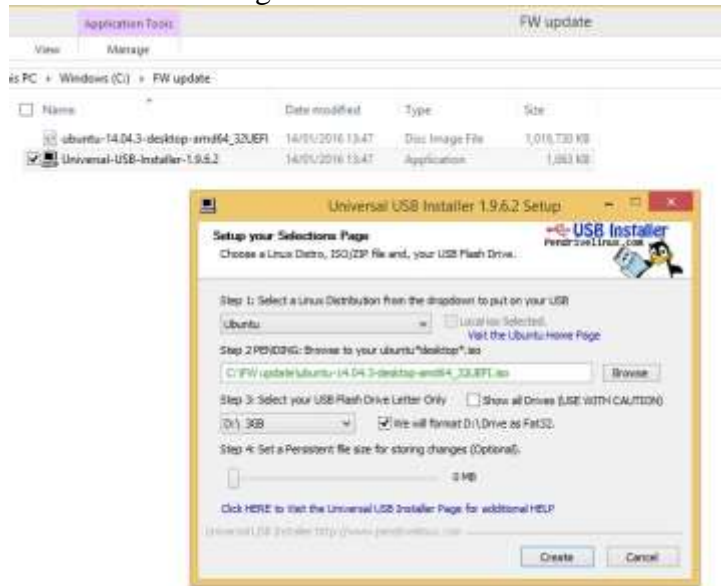 Application Tools
FW update
View Manage
is PC Windows (C:) FW update
Name Date modified Type Size
ubuntu-14.04.3-desktop-amd64_32UEFI 14/01/2016 13:47 Disc Image File 1,016,730 KB
Universal-USB-Installer-1.9.6.2 14/01/2016 13:47 Application KB
Universal USB Installer 1.9.6.2 Setup
Setup your Selections Page
Choose a Linux Distro, ISO/ZIP file and, your USB Flash Drive.
USB Installer
Pendrivelinux.com
Step 1: Select a Linux Distribution from the dropdown to put on your USB
Ubuntu
Local iso Selected.
Visit the Ubuntu Home Page
Step 2 PENDING: Browse to your ubuntu*desktop*.iso
C:\FW update\ubuntu-14.04.3-desktop-amd64_32UEFI.iso Browse
Step 3: Select your USB Flash Drive Letter Only Show all Drives (USE WITH CAUTION)
D:\ 3GB We will format D:\ Drive as Fat32.
Step 4: Set a Persistent file size for storing changes (Optional).
0 MB
Click HERE to Visit the Universal USB Installer Page for additional HELP
Universal USB Installer http://www.pendrivelinux.com
Create Cancel